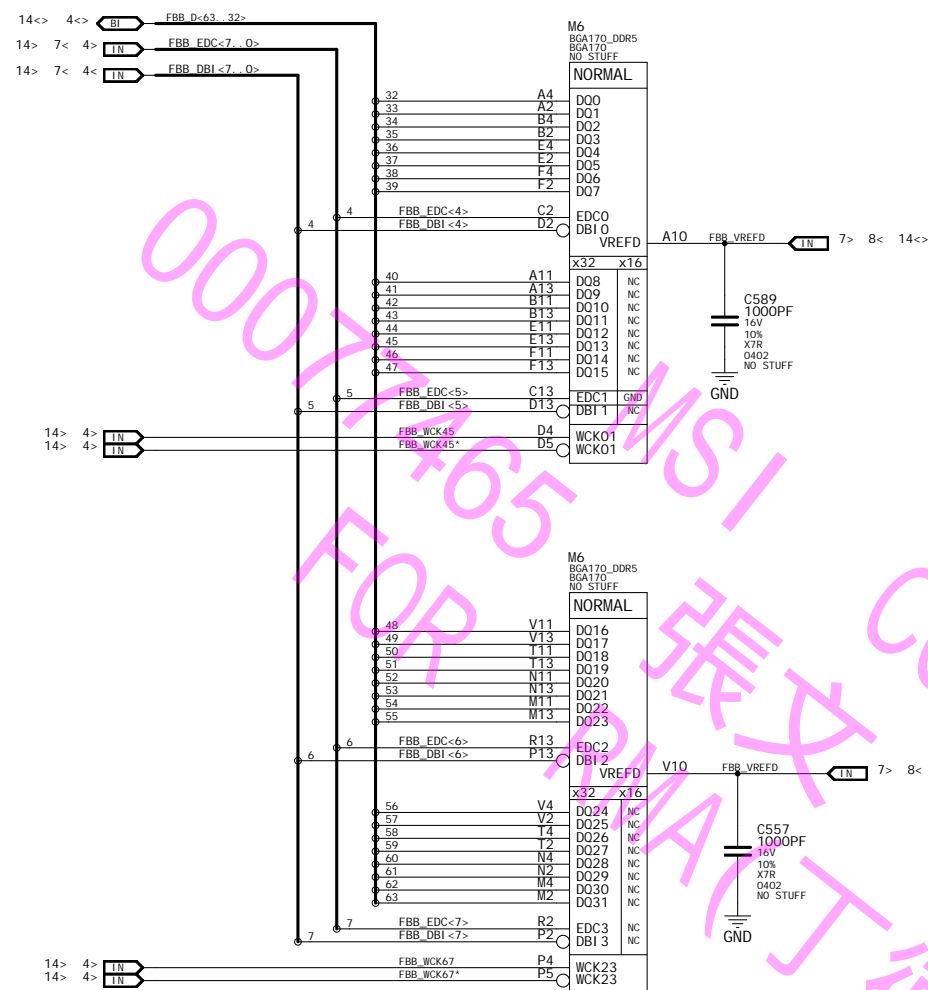 14<> 4<> BI FBB_D<63..32>
14> 7< 4> IN FBB_EDC<7..0>
14> 7< 4< IN FBB_DBI<7..0>
M6
BGA170_DDR5
BGA170
NO STUFF
NORMAL
32 A4 DQ0
33 A2 DQ1
34 B4 DQ2
35 B2 DQ3
36 E4 DQ4
37 E2 DQ5
38 F4 DQ6
39 F2 DQ7
4 FBB_EDC<4> C2 EDC0
4 FBB_DBI<4> D2 DBI0
VREFD A10 FBB_VREFD IN 7> 8< 14<>
x32 x16
40 A11 DQ8 NC
41 A13 DQ9 NC
42 B11 DQ10 NC
43 B13 DQ11 NC
44 E11 DQ12 NC
45 E13 DQ13 NC
46 F11 DQ14 NC
47 F13 DQ15 NC
C589
1000PF
16V
10%
X7R
0402
NO STUFF
GND
5 FBB_EDC<5> C13 EDC1 GND
5 FBB_DBI<5> D13 DBI1 NC
14> 4> IN FBB_WCK45 D4 WCK01
14> 4> IN FBB_WCK45* D5 WCK01
M6
BGA170_DDR5
BGA170
NO STUFF
NORMAL
48 V11 DQ16
49 V13 DQ17
50 T11 DQ18
51 T13 DQ19
52 N11 DQ20
53 N13 DQ21
54 M11 DQ22
55 M13 DQ23
6 FBB_EDC<6> R13 EDC2
6 FBB_DBI<6> P13 DBI2
VREFD V10 FBB_VREFD IN 7> 8<
x32 x16
56 V4 DQ24 NC
57 V2 DQ25 NC
58 T4 DQ26 NC
59 T2 DQ27 NC
60 N4 DQ28 NC
61 N2 DQ29 NC
62 M4 DQ30 NC
63 M2 DQ31 NC
C557
1000PF
16V
10%
X7R
0402
NO STUFF
GND
7 FBB_EDC<7> R2 EDC3 NC
7 FBB_DBI<7> P2 DBI3 NC
14> 4> IN FBB_WCK67 P4 WCK23
14> 4> IN FBB_WCK67* P5 WCK23
00077465 MSI
FOR 張文
RMA(丁